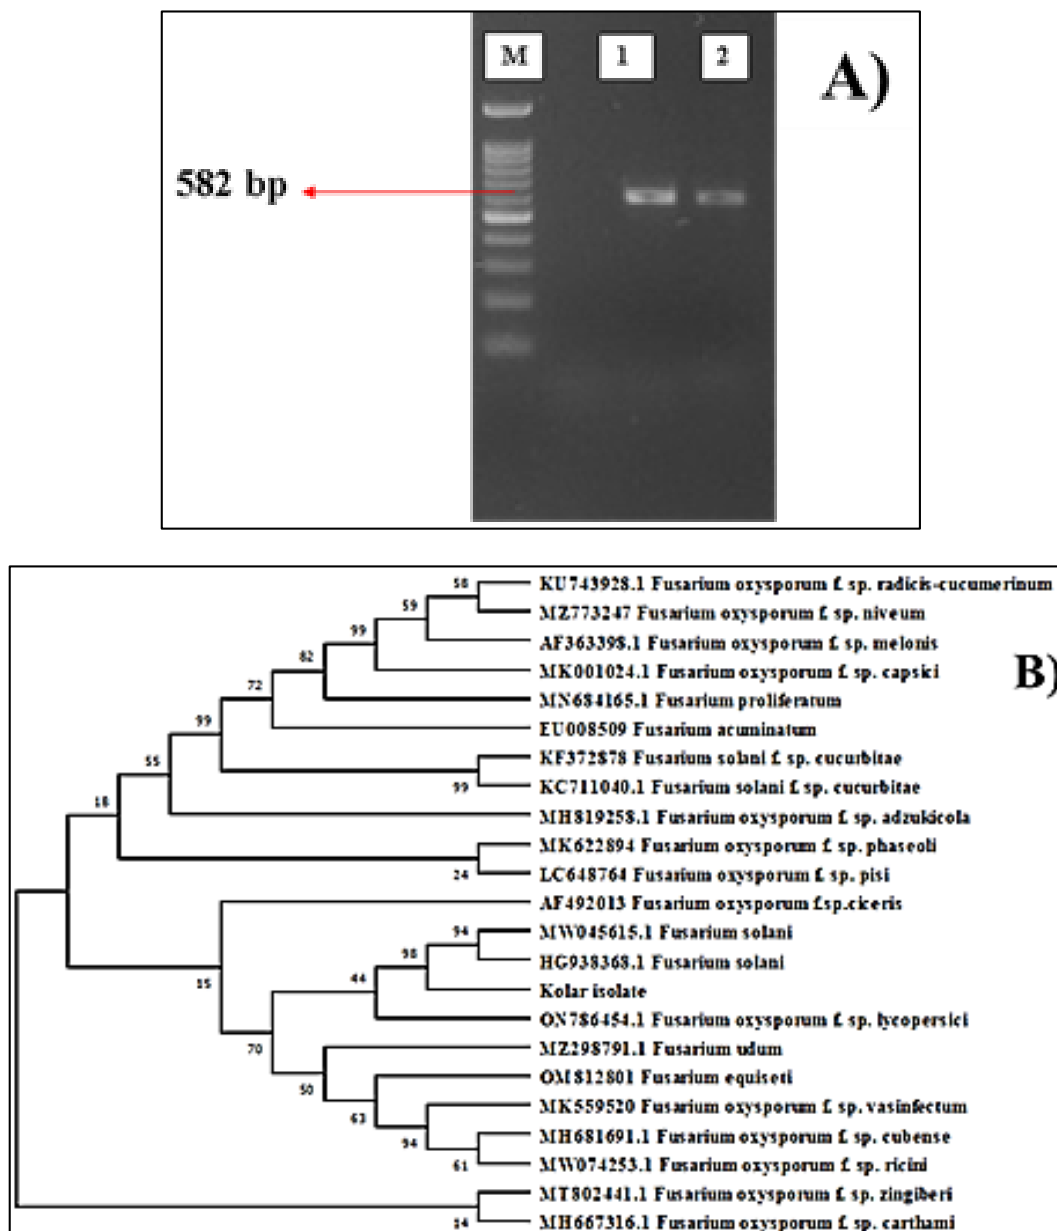 M 1 2 A)
582 bp
B)
58 KU743928.1 Fusarium oxysporum f. sp. radicis-cucumerinum
59 MZ773247 Fusarium oxysporum f. sp. niveum
99 AF363398.1 Fusarium oxysporum f. sp. melonis
82 MK001024.1 Fusarium oxysporum f. sp. capsici
72 MN684165.1 Fusarium proliferatum
99 EU008509 Fusarium acuminatum
55 KF372878 Fusarium solani f. sp. cucurbitae
99 KC711040.1 Fusarium solani f. sp. cucurbitae
18 MH819258.1 Fusarium oxysporum f. sp. adzukicola
MK622894 Fusarium oxysporum f. sp. phaseoli
24 LC648764 Fusarium oxysporum f. sp. pisi
AF492013 Fusarium oxysporum f.sp.ciceris
94 MW045615.1 Fusarium solani
98 HG938368.1 Fusarium solani
44 Kolar isolate
15 ON786454.1 Fusarium oxysporum f. sp. lycopersici
70 MZ298791.1 Fusarium udum
50 OM812801 Fusarium equiseti
63 MK559520 Fusarium oxysporum f. sp. vasinfectum
94 MH681691.1 Fusarium oxysporum f. sp. cubense
61 MW074253.1 Fusarium oxysporum f. sp. ricini
MT802441.1 Fusarium oxysporum f. sp. zingiberi
14 MH667316.1 Fusarium oxysporum f. sp. carthami